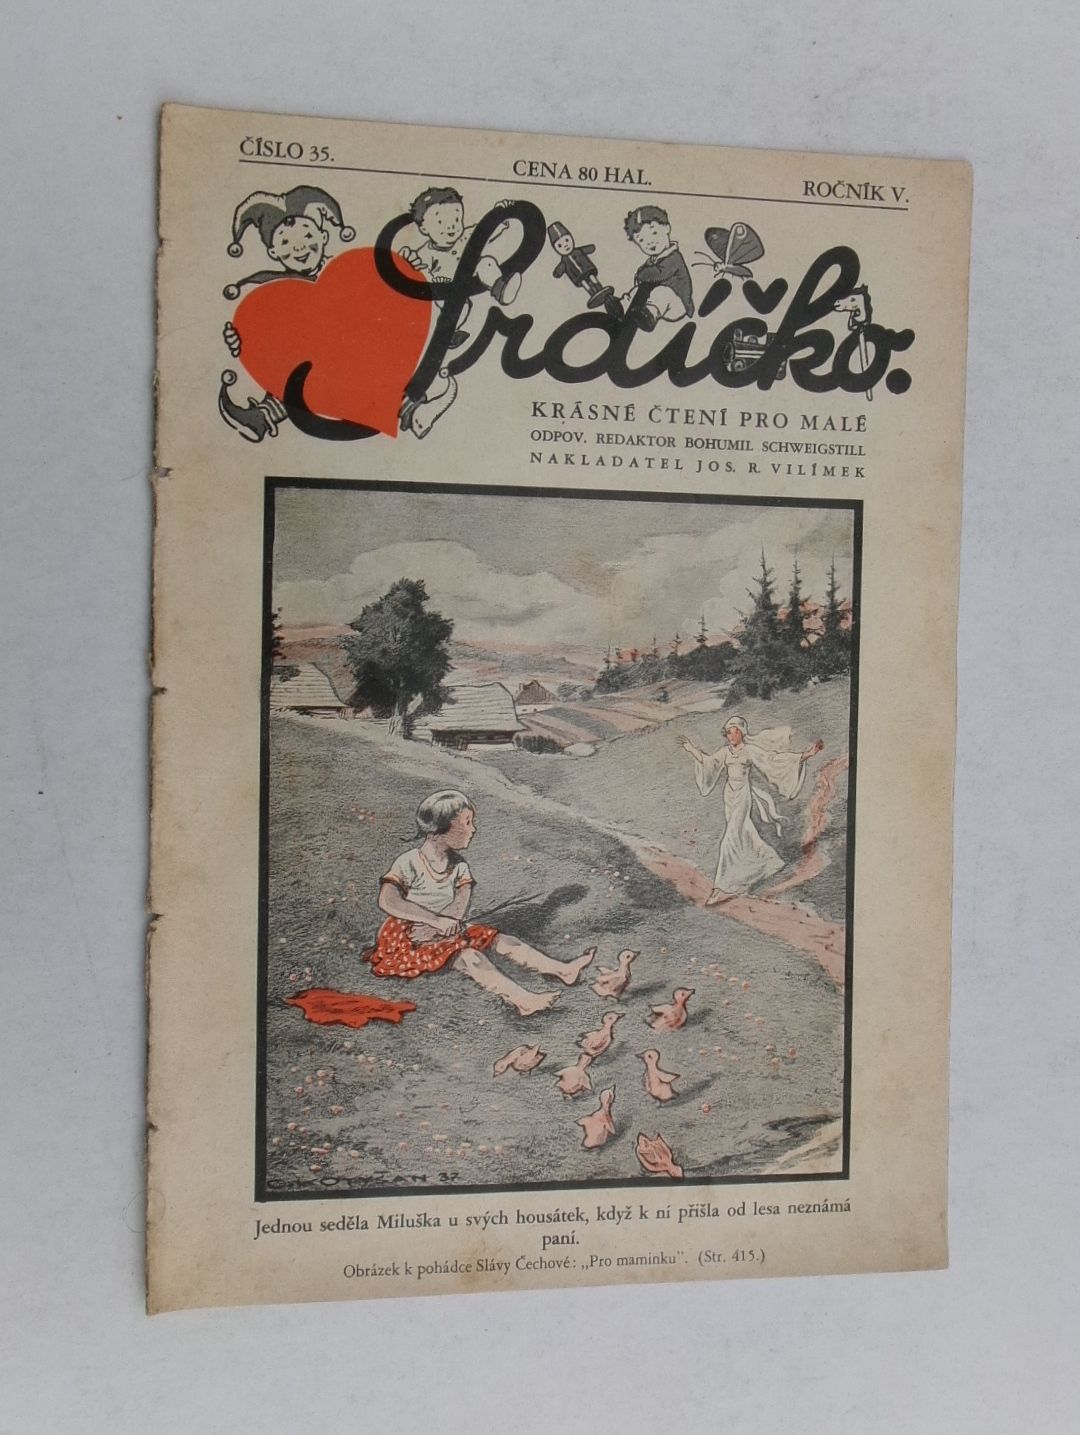 ČÍSLO 35.
CENA 80 HAL.
ROČNÍK V.
Srdíčko.
KRÁSNÉ ČTENÍ PRO MALÉ
ODPOV. REDAKTOR BOHUMIL SCHWEIGSTILL
NAKLADATEL JOS. R. VILÍMEK
Jednou seděla Miluška u svých housátek, když k ní přišla od lesa neznámá
paní.
Obrázek k pohádce Slávy Čechové: „Pro maminku". (Str. 415.)